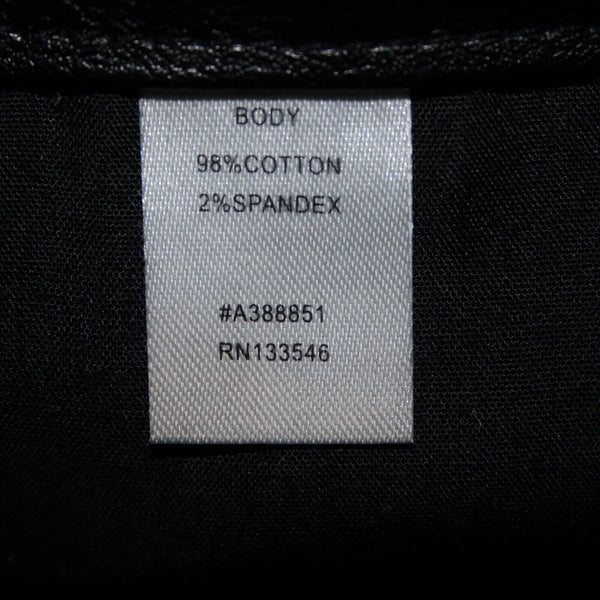 BODY
98%COTTON
2%SPANDEX
#A388851
RN133546